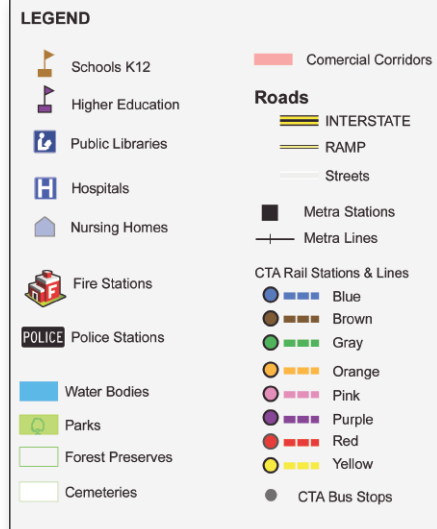 LEGEND
Schools K12
Higher Education
Public Libraries
H
Hospitals
Nursing Homes
F
Fire Stations
POLICE
Police Stations
Water Bodies
Parks
Forest Preserves
Cemeteries
Comercial Corridors
Roads
INTERSTATE
RAMP
Streets
Metra Stations
Metra Lines
CTA Rail Stations & Lines
Blue
Brown
Gray
Orange
Pink
Purple
Red
Yellow
CTA Bus Stops